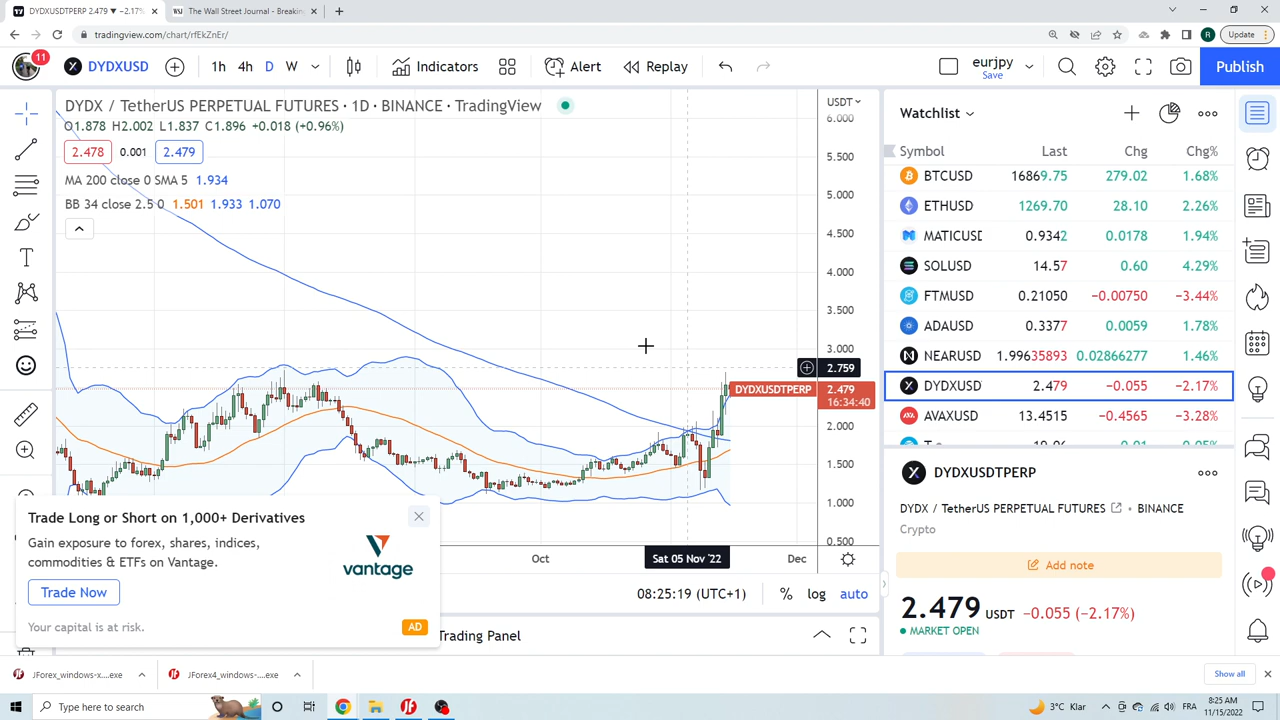 DYDXUSDTPERP 2.479 ▼ −2.17%
The Wall Street Journal - Breaking
tradingview.com/chart/rfEkZnEr/
Update
11
DYDXUSD
1h 4h D W
Indicators
Alert
Replay
eurjpy
Save
Publish
DYDX / TetherUS PERPETUAL FUTURES · 1D · BINANCE · TradingView
O1.878 H2.002 L1.837 C1.896 +0.018 (+0.96%)
2.478 0.001 2.479
MA 200 close 0 SMA 5 1.934
BB 34 close 2.5 0 1.501 1.933 1.070
USDT
6.000
5.500
5.000
4.500
4.000
3.500
3.000
2.759
DYDXUSDTPERP 2.479
16:34:40
2.000
1.500
1.000
0.500
Oct
Sat 05 Nov '22
Dec
08:25:19 (UTC+1)
% log auto
Trading Panel
Watchlist
Symbol Last Chg Chg%
BTCUSD 16869.75 279.02 1.68%
ETHUSD 1269.70 28.10 2.26%
MATICUSD 0.9342 0.0178 1.94%
SOLUSD 14.57 0.60 4.29%
FTMUSD 0.21050 −0.00750 −3.44%
ADAUSD 0.3377 0.0059 1.78%
NEARUSD 1.99635893 0.02866277 1.46%
DYDXUSD 2.479 −0.055 −2.17%
AVAXUSD 13.4515 −0.4565 −3.28%
DYDXUSDTPERP
DYDX / TetherUS PERPETUAL FUTURES • BINANCE
Crypto
Add note
2.479 USDT −0.055 (−2.17%)
MARKET OPEN
Trade Long or Short on 1,000+ Derivatives
Gain exposure to forex, shares, indices,
commodities & ETFs on Vantage.
vantage
Trade Now
Your capital is at risk.
AD
JForex_windows-x....exe
JForex4_windows-....exe
Show all
Type here to search
3°C Klar
FRA
8:25 AM
11/15/2022